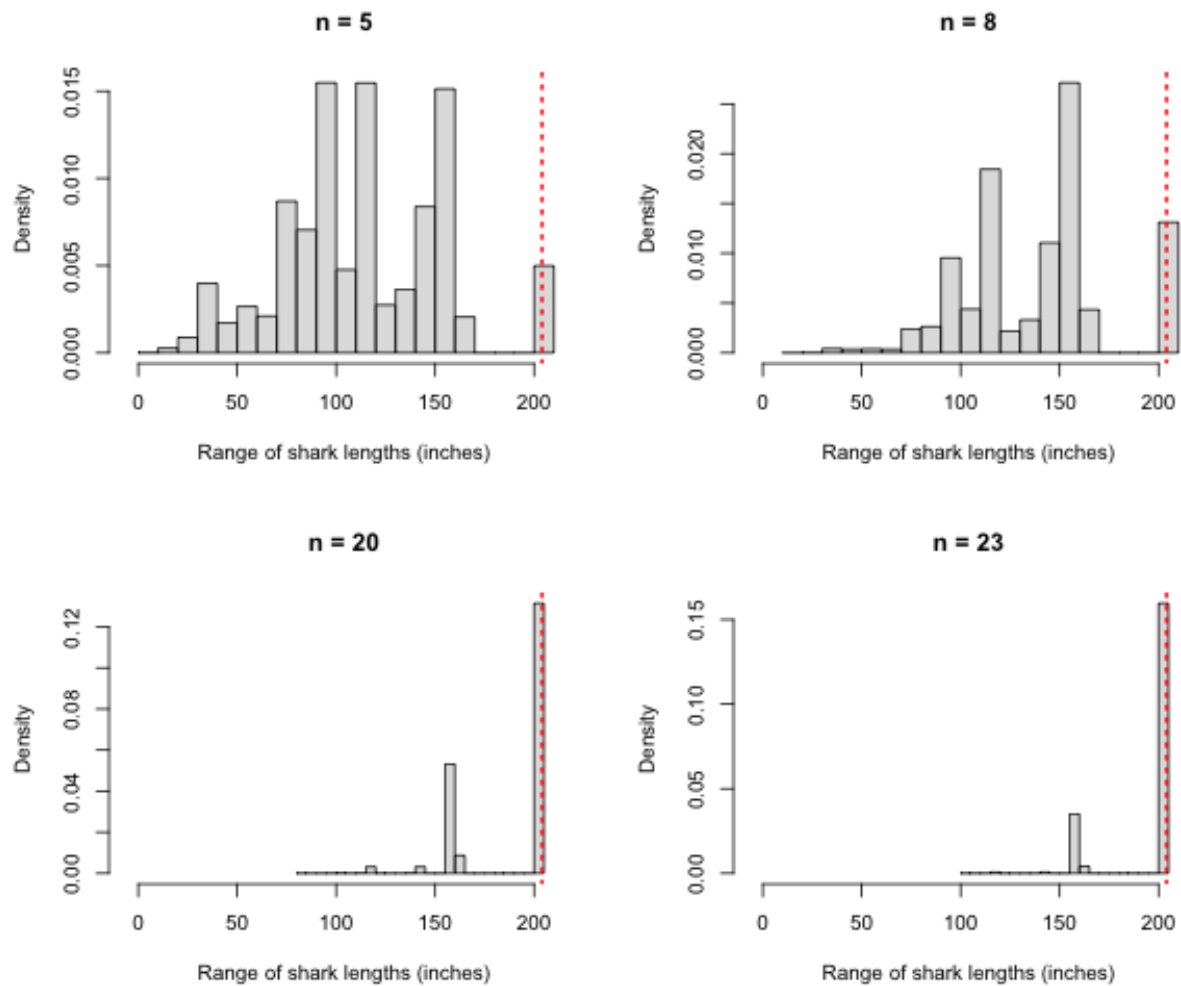 n = 5
0.000 0.005 0.010 0.015
Density
0 50 100 150 200
Range of shark lengths (inches)
n = 8
0.000 0.010 0.020
Density
0 50 100 150 200
Range of shark lengths (inches)
n = 20
0.00 0.04 0.08 0.12
Density
0 50 100 150 200
Range of shark lengths (inches)
n = 23
0.00 0.05 0.10 0.15
Density
0 50 100 150 200
Range of shark lengths (inches)